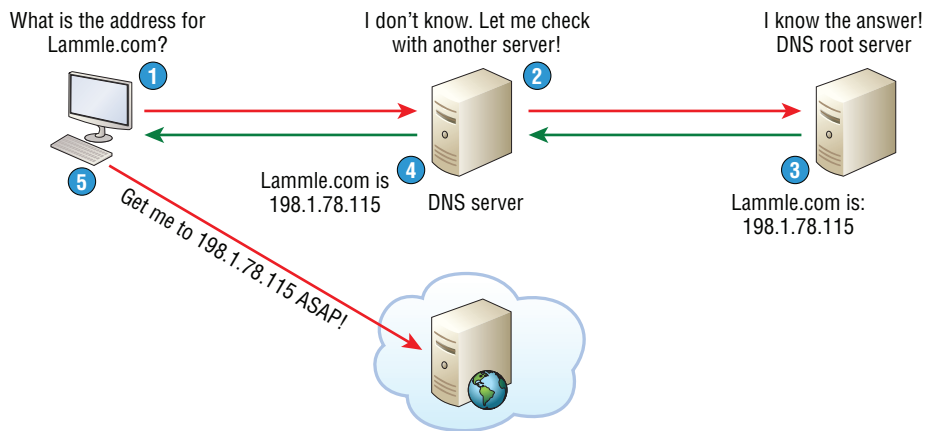 What is the address for
Lammle.com?
I don't know. Let me check
with another server!
I know the answer!
DNS root server
1
2
5
4
3
Lammle.com is
198.1.78.115
DNS server
Lammle.com is:
198.1.78.115
Get me to 198.1.78.115 ASAP!